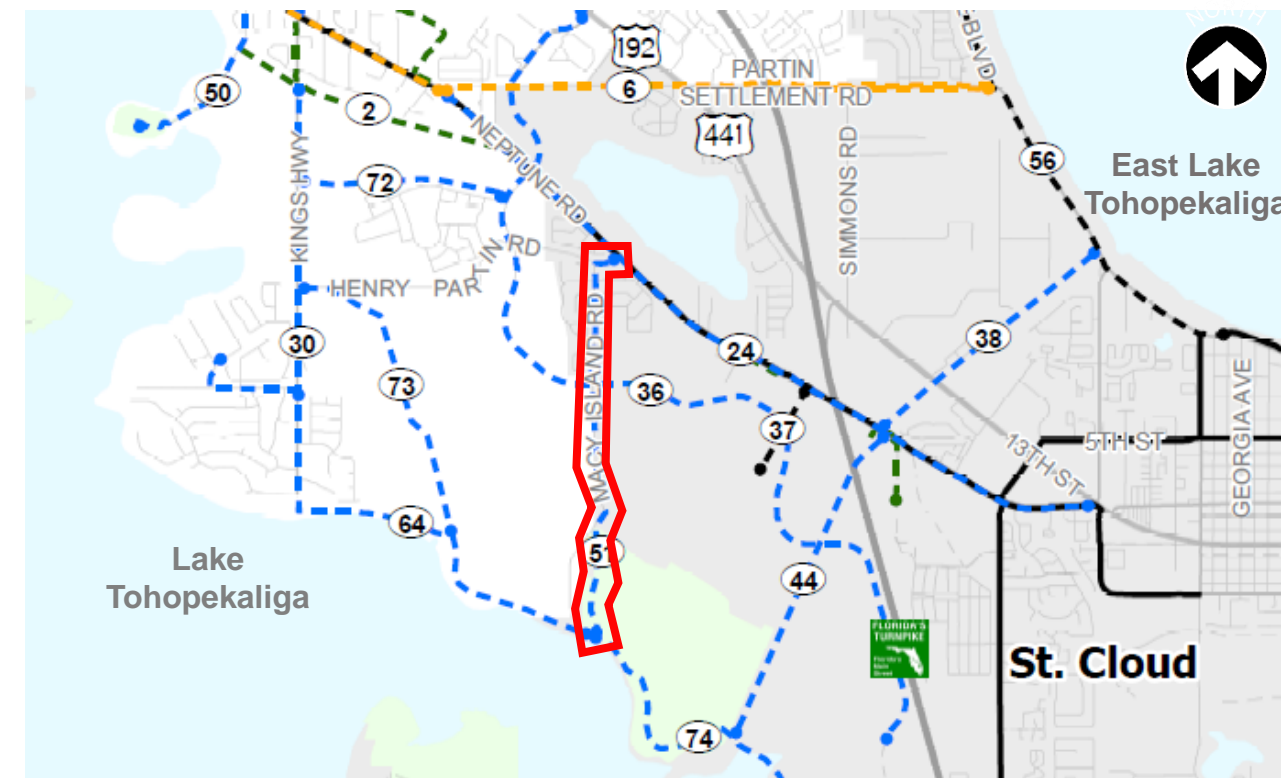 NORTH
192
50
PARTIN
6
SETTLEMENT RD
2
441
NEPTUNE RD
BLVD
56
East Lake
Tohopekaliga
SIMMONS RD
KINGS HWY
72
HENRY PARTIN RD
30
24
38
73
MACY ISLAND RD
36
37
GEORGIA AVE
13TH ST
5TH ST
64
Lake
Tohopekaliga
51
44
FLORIDA'S
TURNPIKE
St. Cloud
74